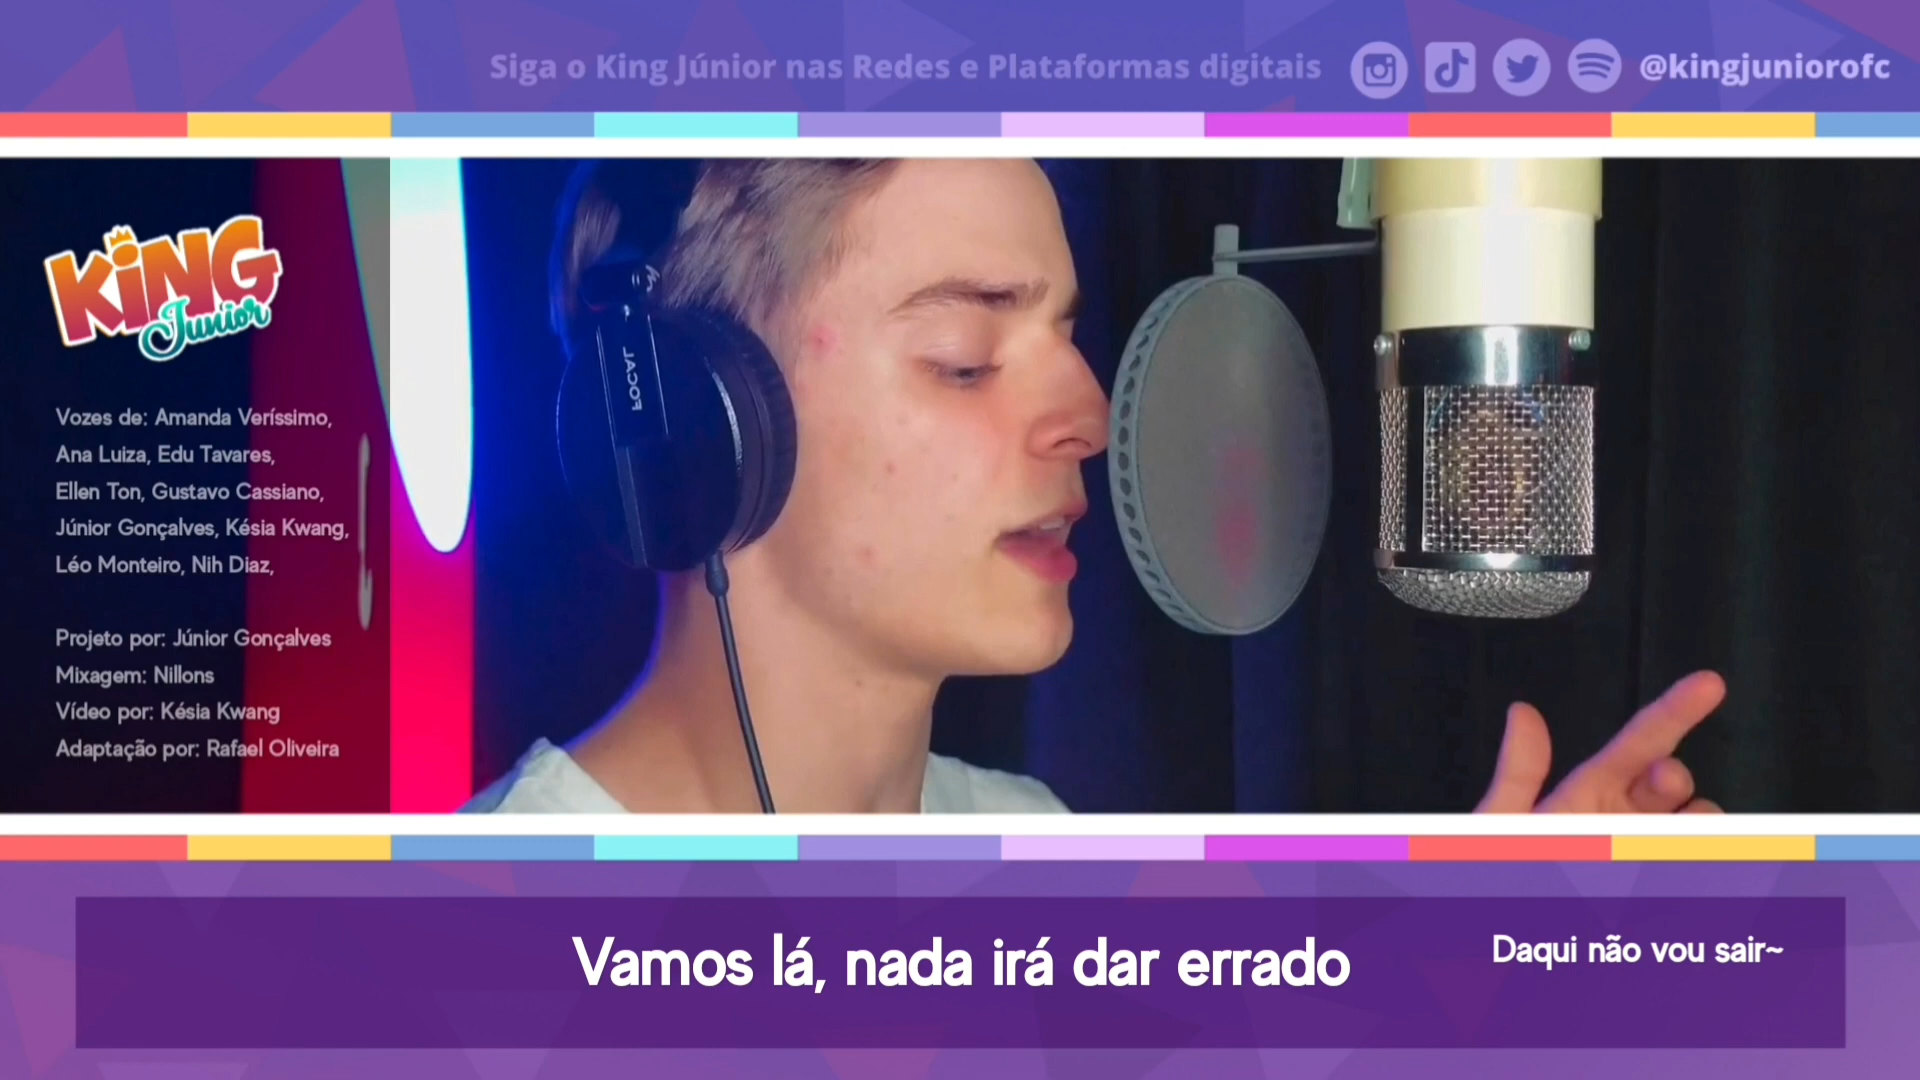 Siga o King Júnior nas Redes e Plataformas digitais @kingjuniorofc
KiNG
Junior
FOCAL
Vozes de: Amanda Veríssimo,
Ana Luiza, Edu Tavares,
Ellen Ton, Gustavo Cassiano,
Júnior Gonçalves, Késia Kwang,
Léo Monteiro, Nih Diaz,
Projeto por: Júnior Gonçalves
Mixagem: Nillons
Vídeo por: Késia Kwang
Adaptação por: Rafael Oliveira
Vamos lá, nada irá dar errado
Daqui não vou sair~